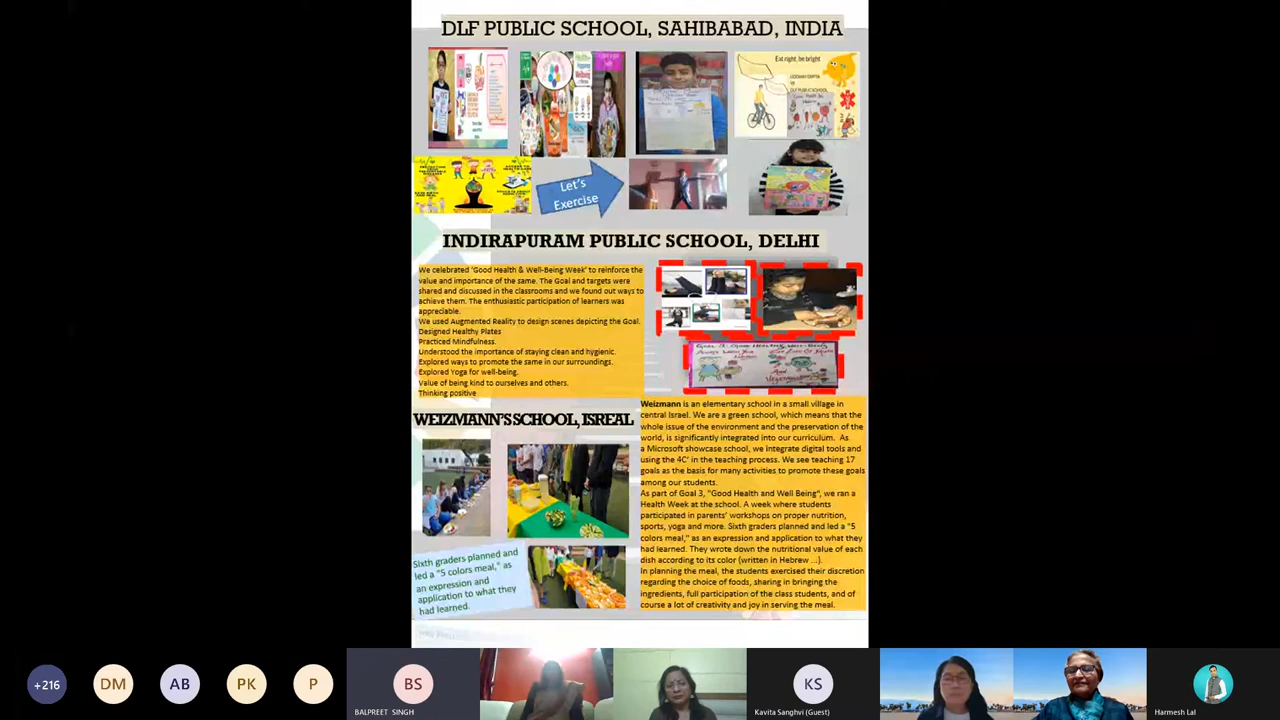 DLF PUBLIC SCHOOL, SAHIBABAD, INDIA
Eat right, be bright
DLF PUBLIC SCHOOL
Let's
Exercise
INDIRAPURAM PUBLIC SCHOOL, DELHI
We celebrated 'Good Health & Well-Being Week' to reinforce the
value and importance of the same. The Goal and targets were
shared and discussed in the classrooms and we found out ways to
achieve them. The enthusiastic participation of learners was
appreciable.
We used Augmented Reality to design scenes depicting the Goal.
Designed Healthy Plates
Practiced Mindfulness.
Understood the importance of staying clean and hygienic.
Explored ways to promote the same in our surroundings.
Explored Yoga for well-being.
Value of being kind to ourselves and others.
Thinking positive
WEIZMANN'S SCHOOL, ISREAL
Weizmann is an elementary school in a small village in
central Israel. We are a green school, which means that the
whole issue of the environment and the preservation of the
world, is significantly integrated into our curriculum. As
a Microsoft showcase school, we integrate digital tools and
using the 4C' in the teaching process. We see teaching 17
goals as the basis for many activities to promote these goals
among our students.
As part of Goal 3, "Good Health and Well Being", we ran a
Health Week at the school. A week where students
participated in parents' workshops on proper nutrition,
sports, yoga and more. Sixth graders planned and led a "5
colors meal," as an expression and application to what they
had learned. They wrote down the nutritional value of each
dish according to its color (written in Hebrew ...).
In planning the meal, the students exercised their discretion
regarding the choice of foods, sharing in bringing the
ingredients, full participation of the class students, and of
course a lot of creativity and joy in serving the meal.
Sixth graders planned and
led a "5 colors meal," as
an expression and
application to what they
had learned.
+216
DM
AB
PK
P
BS
BALPREET SINGH
KS
Kavita Sanghvi (Guest)
Harmesh Lal